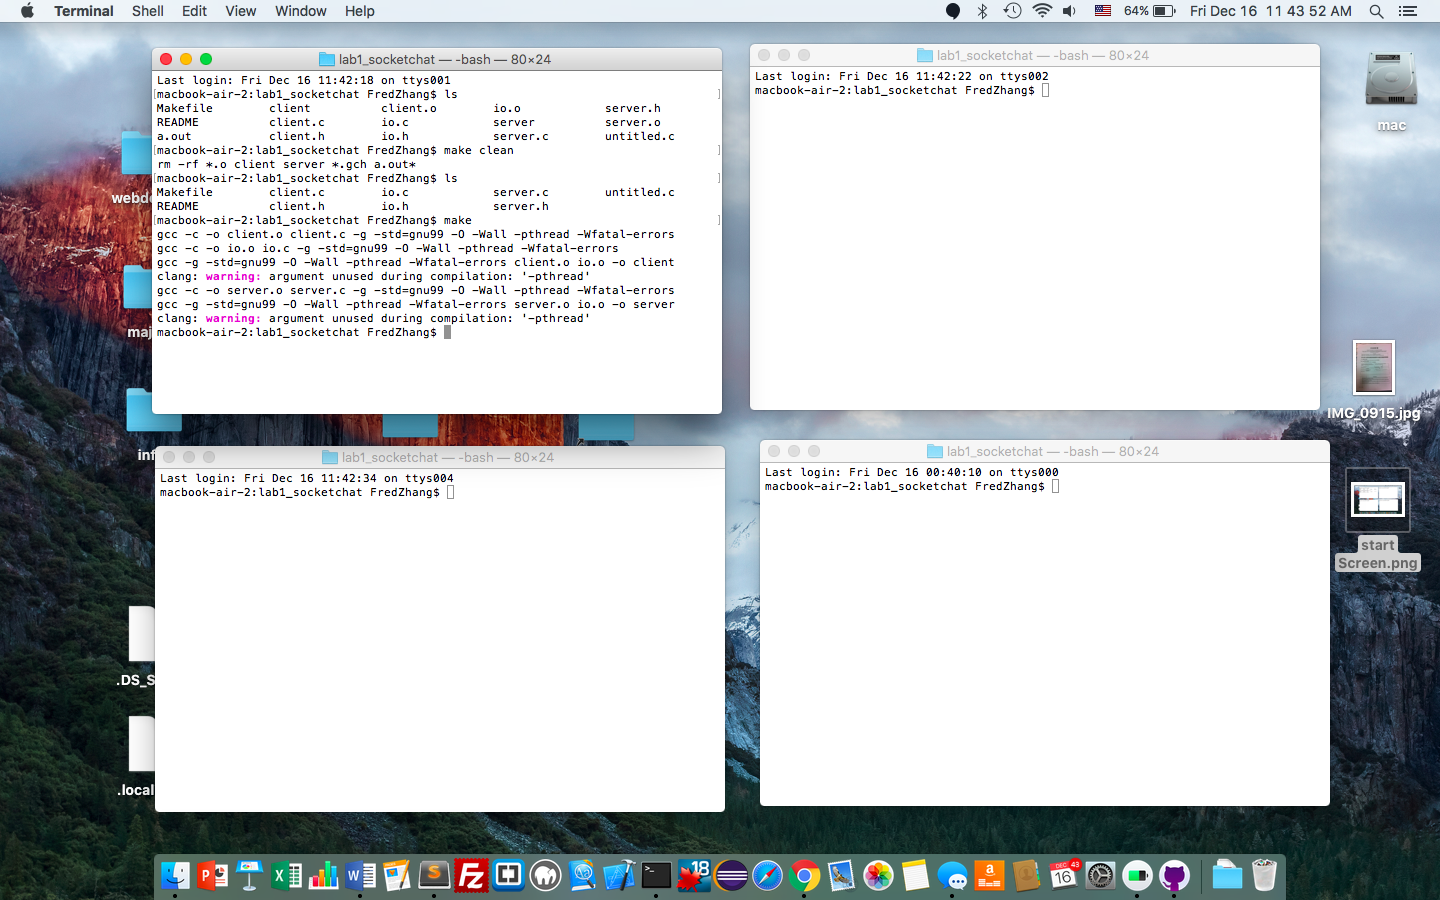 Terminal Shell Edit View Window Help 64% Fri Dec 16 11 43 52 AM
lab1_socketchat — -bash — 80×24
Last login: Fri Dec 16 11:42:18 on ttys001
[macbook-air-2:lab1_socketchat FredZhang$ ls ]
Makefile client client.o io.o server.h
README client.c io.c server server.o
a.out client.h io.h server.c untitled.c
[macbook-air-2:lab1_socketchat FredZhang$ make clean ]
rm -rf *.o client server *.gch a.out*
[macbook-air-2:lab1_socketchat FredZhang$ ls ]
Makefile client.c io.c server.c untitled.c
README client.h io.h server.h
[macbook-air-2:lab1_socketchat FredZhang$ make ]
gcc -c -o client.o client.c -g -std=gnu99 -O -Wall -pthread -Wfatal-errors
gcc -c -o io.o io.c -g -std=gnu99 -O -Wall -pthread -Wfatal-errors
gcc -g -std=gnu99 -O -Wall -pthread -Wfatal-errors client.o io.o -o client
clang: warning: argument unused during compilation: '-pthread'
gcc -c -o server.o server.c -g -std=gnu99 -O -Wall -pthread -Wfatal-errors
gcc -g -std=gnu99 -O -Wall -pthread -Wfatal-errors server.o io.o -o server
clang: warning: argument unused during compilation: '-pthread'
macbook-air-2:lab1_socketchat FredZhang$
lab1_socketchat — -bash — 80×24
Last login: Fri Dec 16 11:42:22 on ttys002
macbook-air-2:lab1_socketchat FredZhang$
mac
webd
maj
IMG_0915.jpg
inf
lab1_socketchat — -bash — 80×24
Last login: Fri Dec 16 11:42:34 on ttys004
macbook-air-2:lab1_socketchat FredZhang$
lab1_socketchat — -bash — 80×24
Last login: Fri Dec 16 00:40:10 on ttys000
macbook-air-2:lab1_socketchat FredZhang$
start
Screen.png
.DS_S
.local
18
DEC 43
16